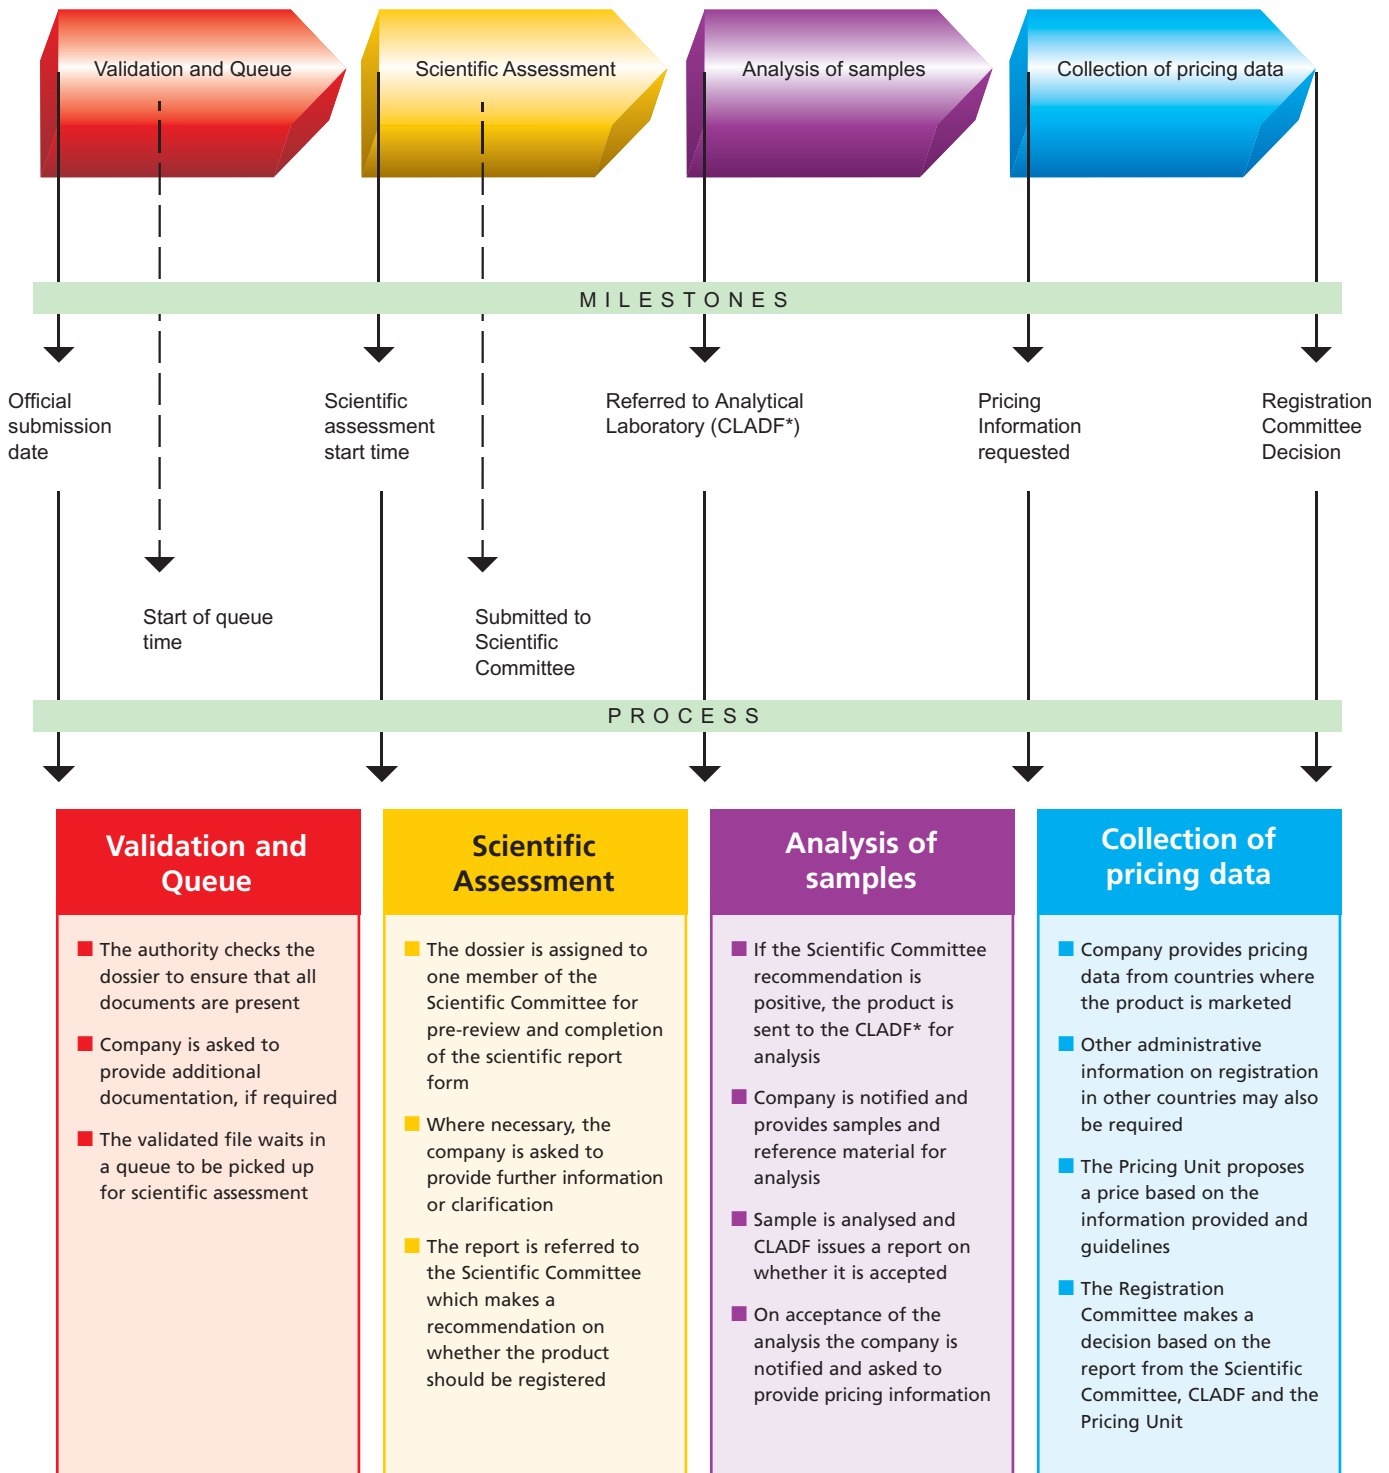 Validation and Queue
Scientific Assessment
Analysis of samples
Collection of pricing data
MILESTONES
Official
submission
date
Scientific
assessment
start time
Referred to Analytical
Laboratory (CLADF*)
Pricing
Information
requested
Registration
Committee
Decision
Start of queue
time
Submitted to
Scientific
Committee
PROCESS
Validation and
Queue
The authority checks the
dossier to ensure that all
documents are present
Company is asked to
provide additional
documentation, if required
The validated file waits in
a queue to be picked up
for scientific assessment
Scientific
Assessment
The dossier is assigned to
one member of the
Scientific Committee for
pre-review and completion
of the scientific report
form
Where necessary, the
company is asked to
provide further information
or clarification
The report is referred to
the Scientific Committee
which makes a
recommendation on
whether the product
should be registered
Analysis of
samples
If the Scientific Committee
recommendation is
positive, the product is
sent to the CLADF* for
analysis
Company is notified and
provides samples and
reference material for
analysis
Sample is analysed and
CLADF issues a report on
whether it is accepted
On acceptance of the
analysis the company is
notified and asked to
provide pricing information
Collection of
pricing data
Company provides pricing
data from countries where
the product is marketed
Other administrative
information on registration
in other countries may also
be required
The Pricing Unit proposes
a price based on the
information provided and
guidelines
The Registration
Committee makes a
decision based on the
report from the Scientific
Committee, CLADF and the
Pricing Unit